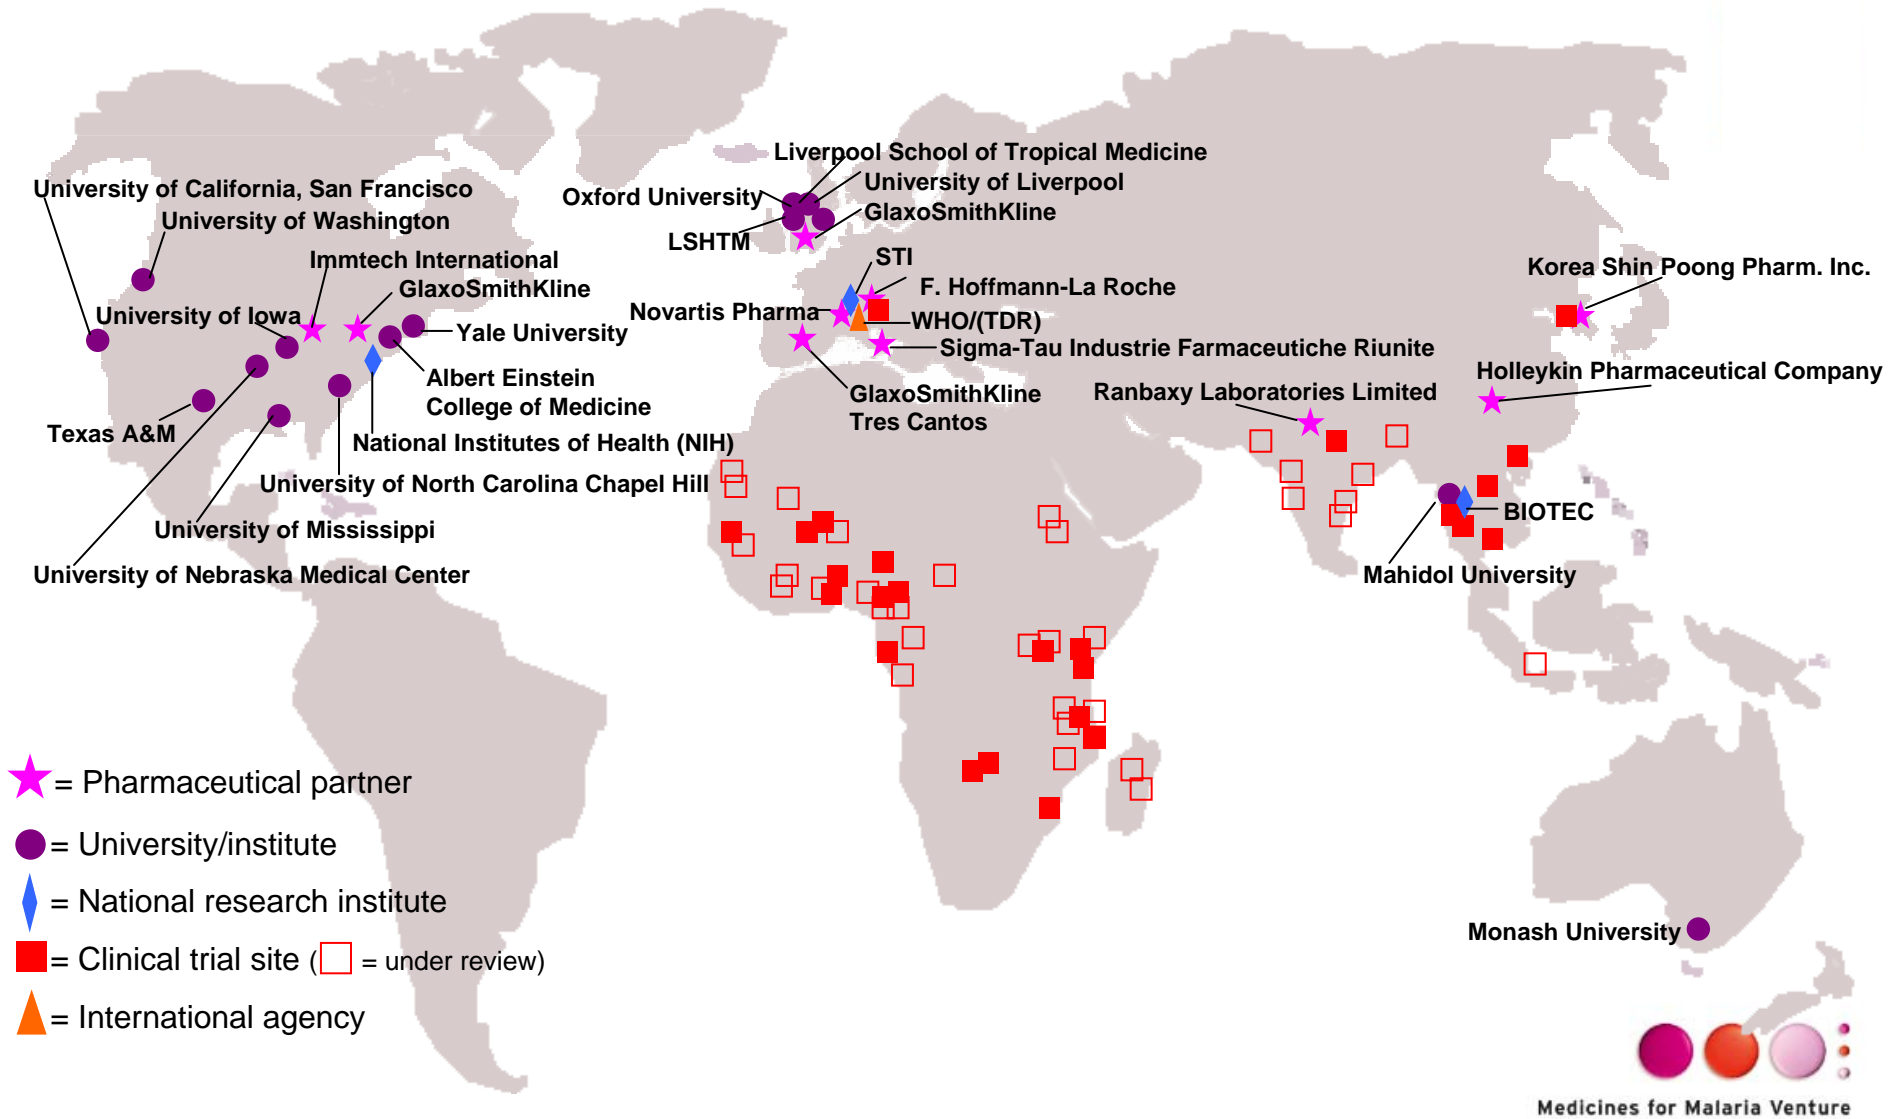 Liverpool School of Tropical Medicine
University of California, San Francisco
Oxford University
University of Liverpool
University of Washington
GlaxoSmithKline
LSHTM
STI
Immtech International
Korea Shin Poong Pharm. Inc.
GlaxoSmithKline
F. Hoffmann-La Roche
University of Iowa
Novartis Pharma
WHO/(TDR)
Yale University
Sigma-Tau Industrie Farmaceutiche Riunite
Albert Einstein
College of Medicine
Holleykin Pharmaceutical Company
GlaxoSmithKline
Tres Cantos
Ranbaxy Laboratories Limited
Texas A&M
National Institutes of Health (NIH)
University of North Carolina Chapel Hill
BIOTEC
University of Mississippi
University of Nebraska Medical Center
Mahidol University
= Pharmaceutical partner
= University/institute
= National research institute
= Clinical trial site ( = under review)
= International agency
Monash University
Medicines for Malaria Venture